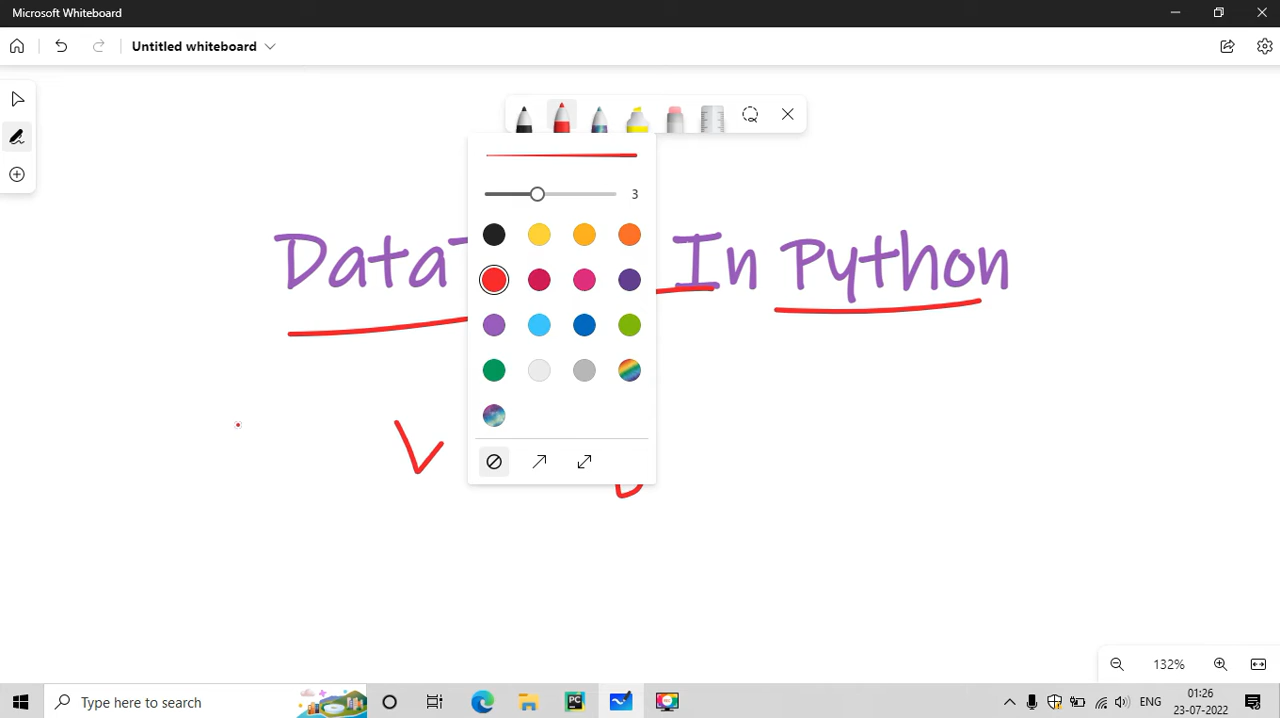 Microsoft Whiteboard
Untitled whiteboard
3
Data In Python
V
132%
Type here to search
PC
ENG
01:26
23-07-2022